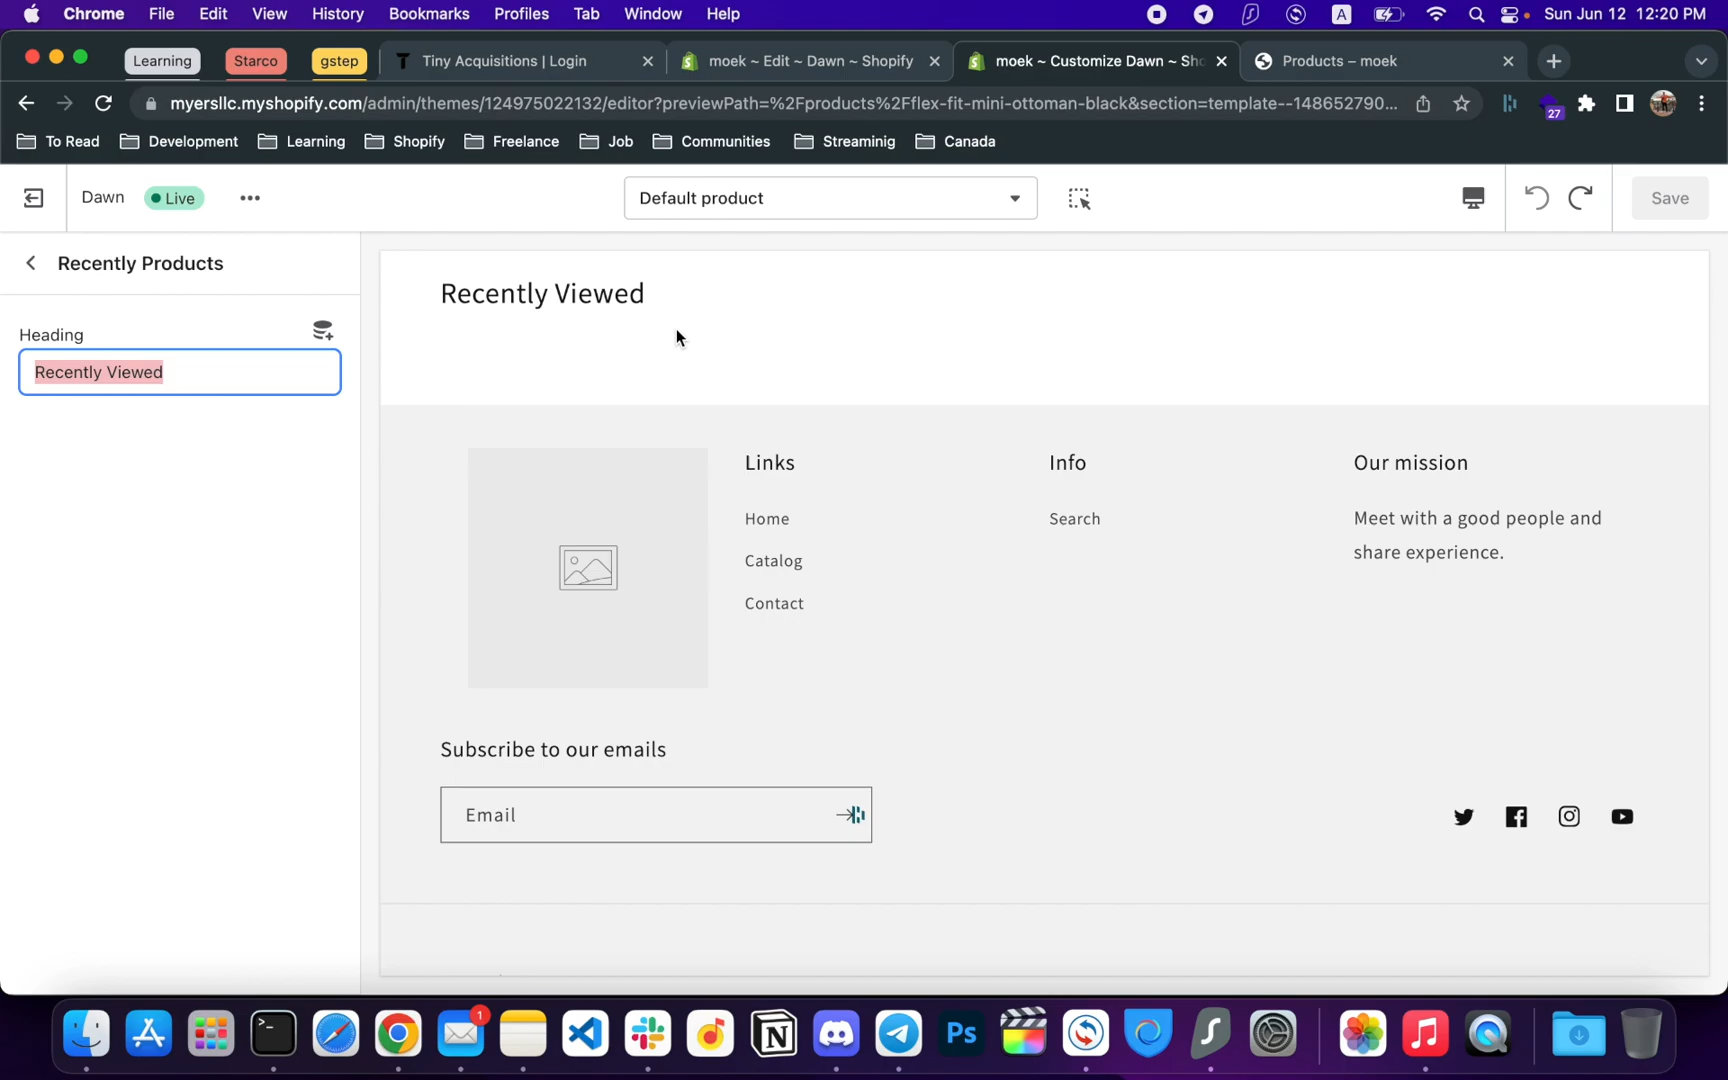 Chrome File Edit View History Bookmarks Profiles Tab Window Help A Sun Jun 12 12:20 PM
Learning Starco gstep Tiny Acquisitions | Login moek ~ Edit ~ Dawn ~ Shopify moek ~ Customize Dawn ~ Sho Products – moek
myersllc.myshopify.com/admin/themes/124975022132/editor?previewPath=%2Fproducts%2Fflex-fit-mini-ottoman-black&section=template--148652790... 27
To Read Development Learning Shopify Freelance Job Communities Streaminig Canada
Dawn Live Default product Save
Recently Products
Recently Viewed
Heading
Recently Viewed
Links Info Our mission
Home Search Meet with a good people and
share experience.
Catalog
Contact
Subscribe to our emails
Email
1
Ps